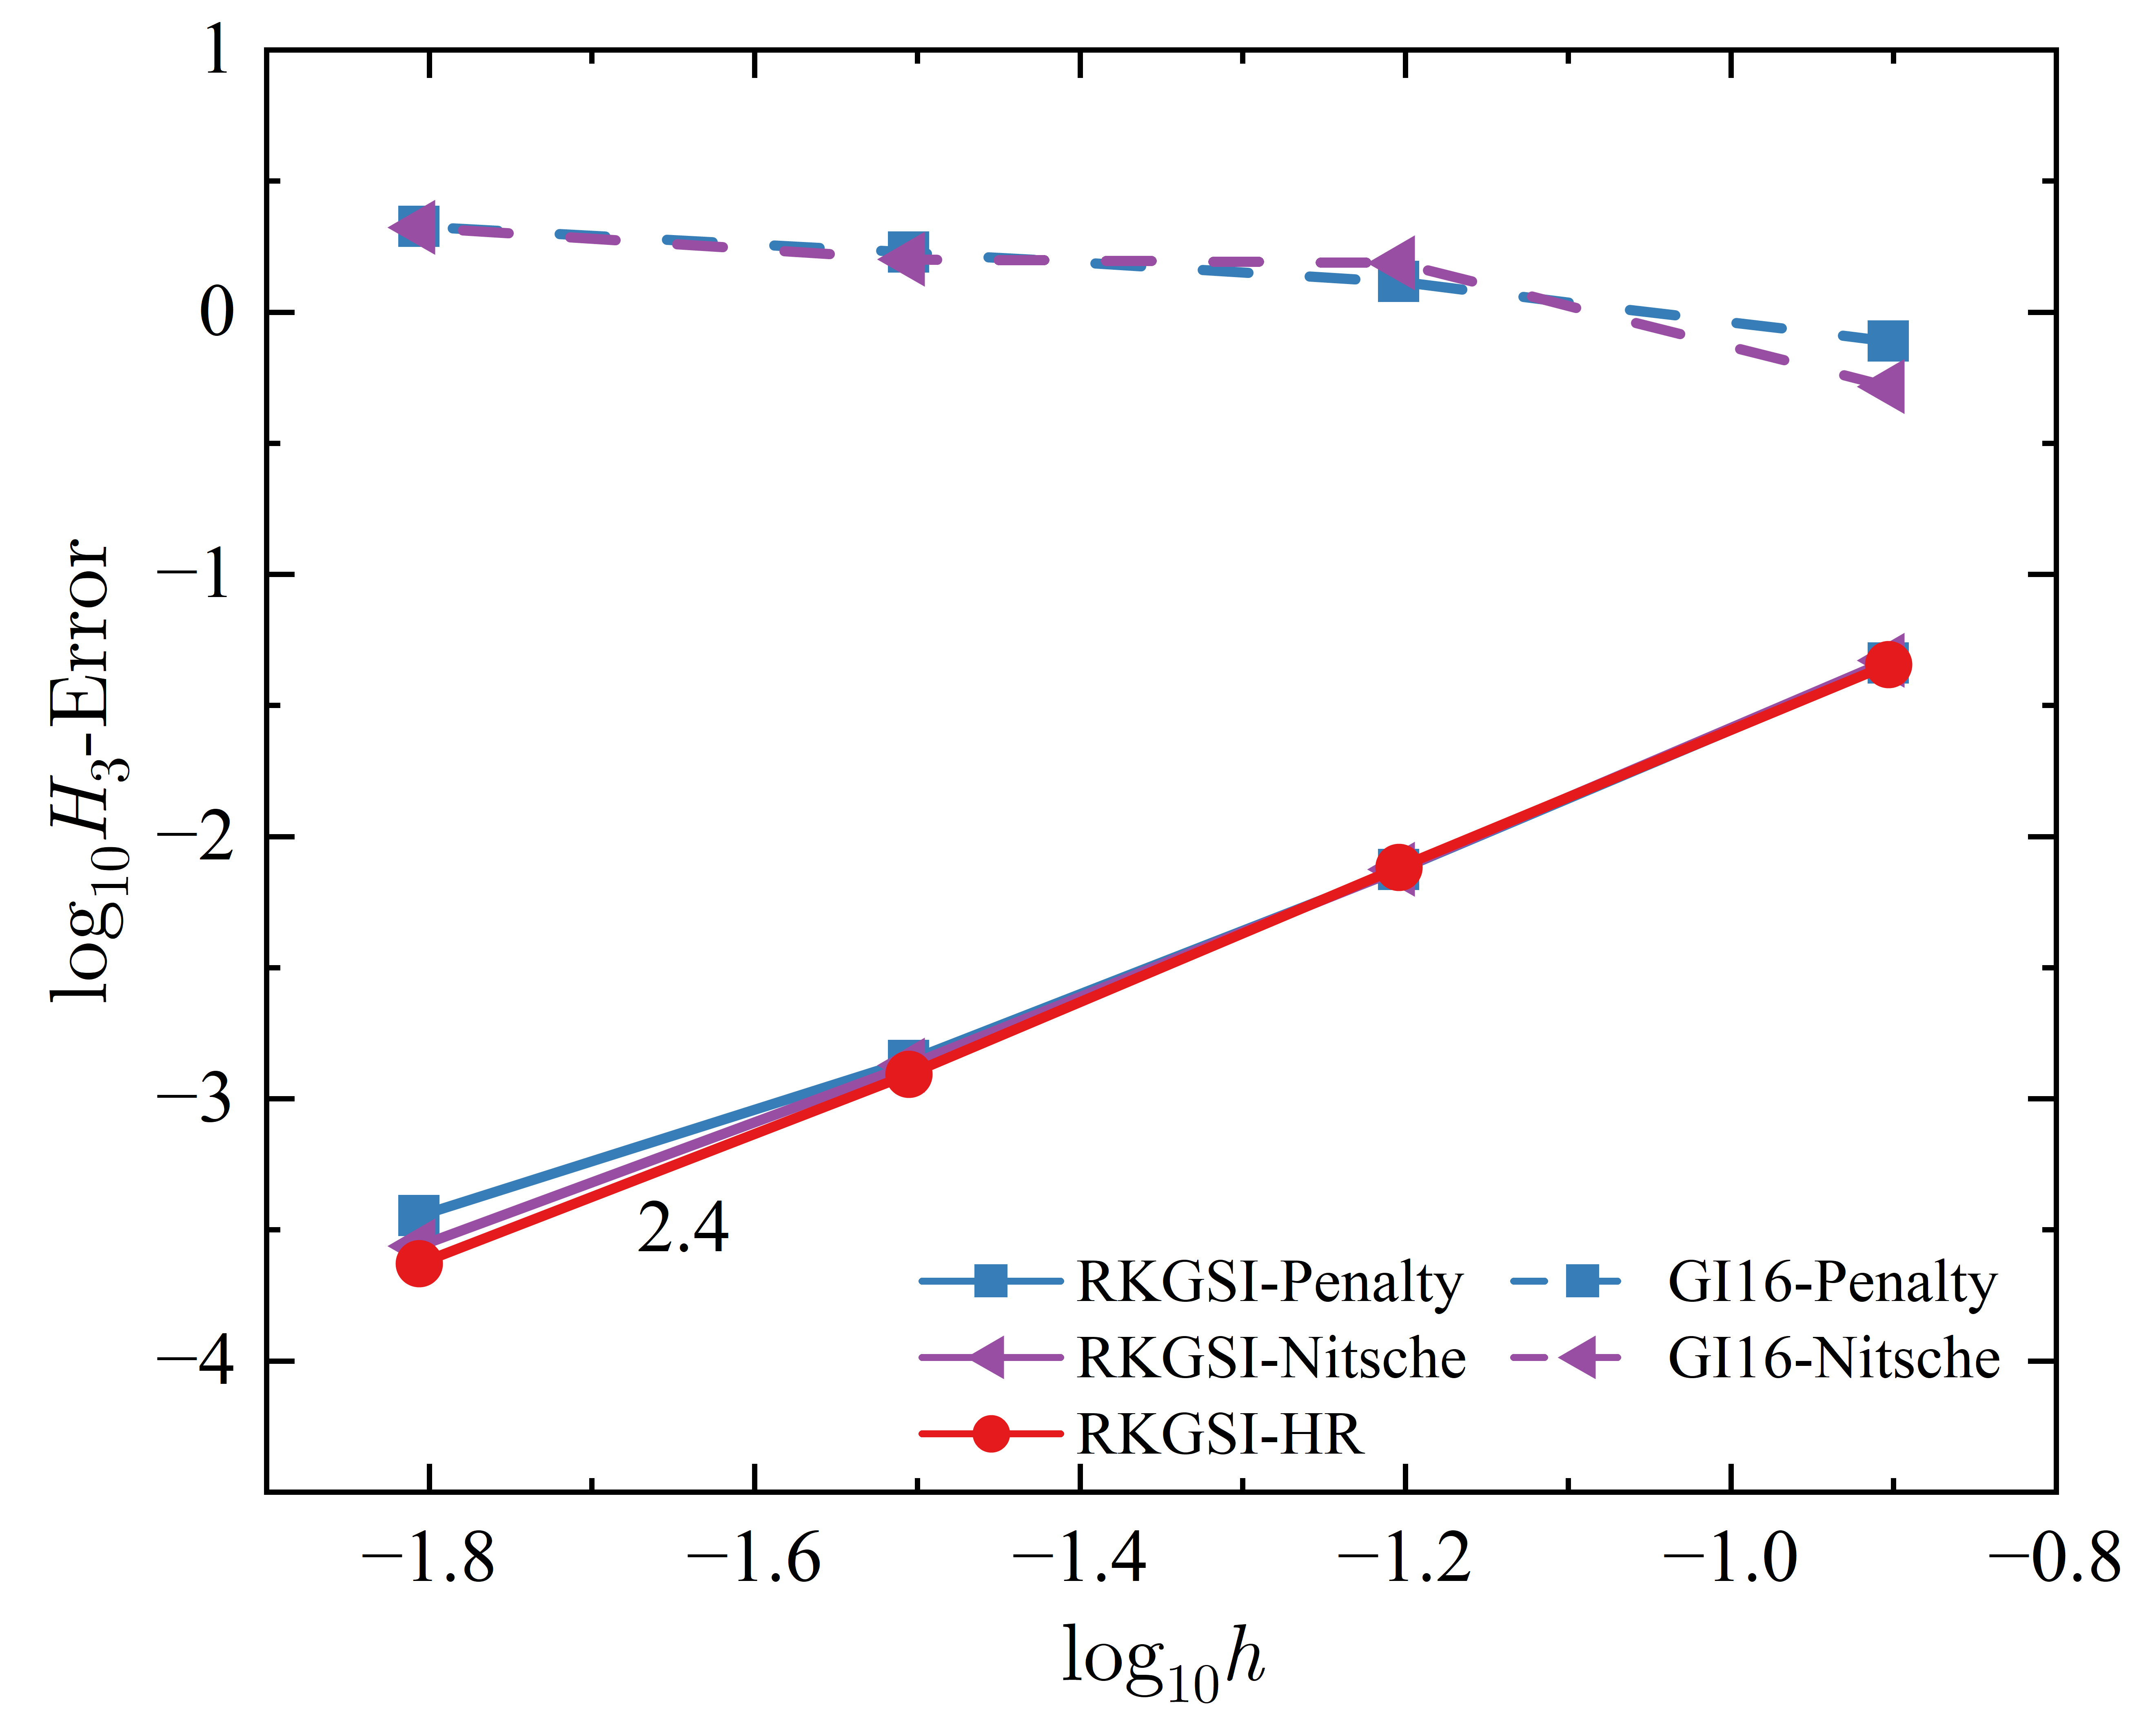 1
0
−1
−2
−3
−4
log₁₀H₃-Error
2.4
RKGSI-Penalty
GI16-Penalty
RKGSI-Nitsche
GI16-Nitsche
RKGSI-HR
−1.8
−1.6
−1.4
−1.2
−1.0
−0.8
log₁₀h